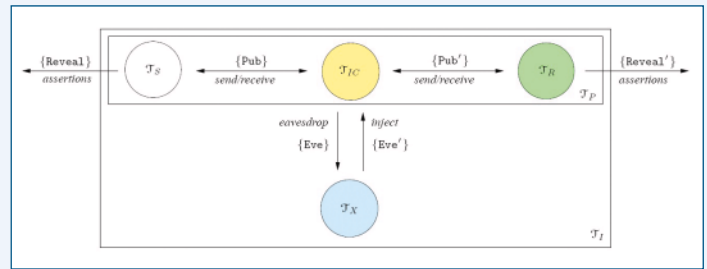 {Reveal} {Pub} {Pub′} {Reveal′}
𝒯_S 𝒯_IC 𝒯_R
assertions send/receive send/receive assertions
𝒯_P
eavesdrop inject
{Eve} {Eve′}
𝒯_X
𝒯_I